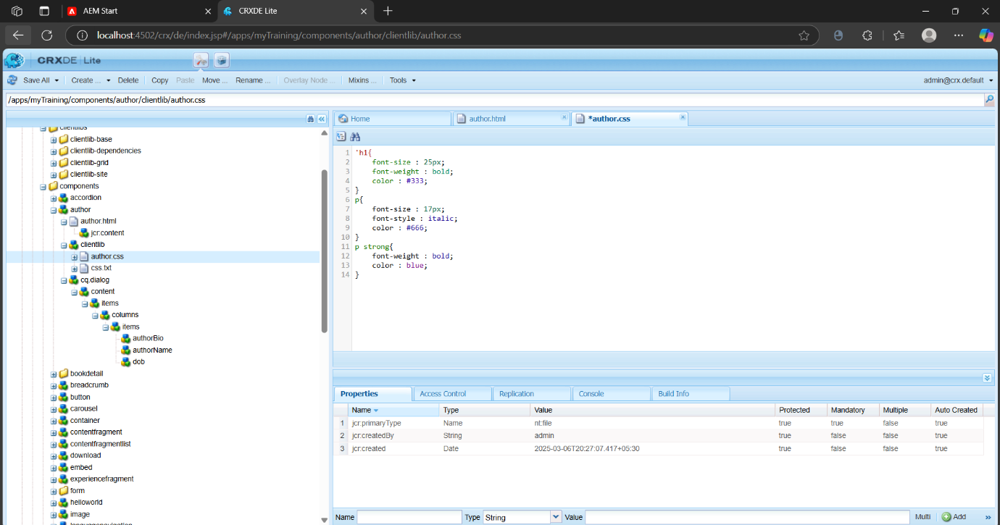 AEM Start
CRXDE Lite
localhost:4502/crx/de/index.jsp#/apps/myTraining/components/author/clientlib/author.css
CRXDE | Lite
Save All Create ... Delete Copy Paste Move ... Rename ... Overlay Node ... Mixins ... Tools admin@crx.default
/apps/myTraining/components/author/clientlib/author.css
clientlibs
clientlib-base
clientlib-dependencies
clientlib-grid
clientlib-site
components
accordion
author
author.html
jcr:content
clientlib
author.css
css.txt
cq.dialog
content
items
columns
items
authorBio
authorName
dob
bookdetail
breadcrumb
button
carousel
container
contentfragment
contentfragmentlist
download
embed
experiencefragment
form
helloworld
image
languagenavigation
Home author.html *author.css
1 'h1{
2 font-size : 25px;
3 font-weight : bold;
4 color : #333;
5 }
6 p{
7 font-size : 17px;
8 font-style : italic;
9 color : #666;
10 }
11 p strong{
12 font-weight : bold;
13 color : blue;
14 }
Properties Access Control Replication Console Build Info
Name Type Value Protected Mandatory Multiple Auto Created
1 jcr:primaryType Name nt:file true true false true
2 jcr:createdBy String admin true false false true
3 jcr:created Date 2025-03-06T20:27:07.417+05:30 true false false true
Name Type String Value Multi Add »